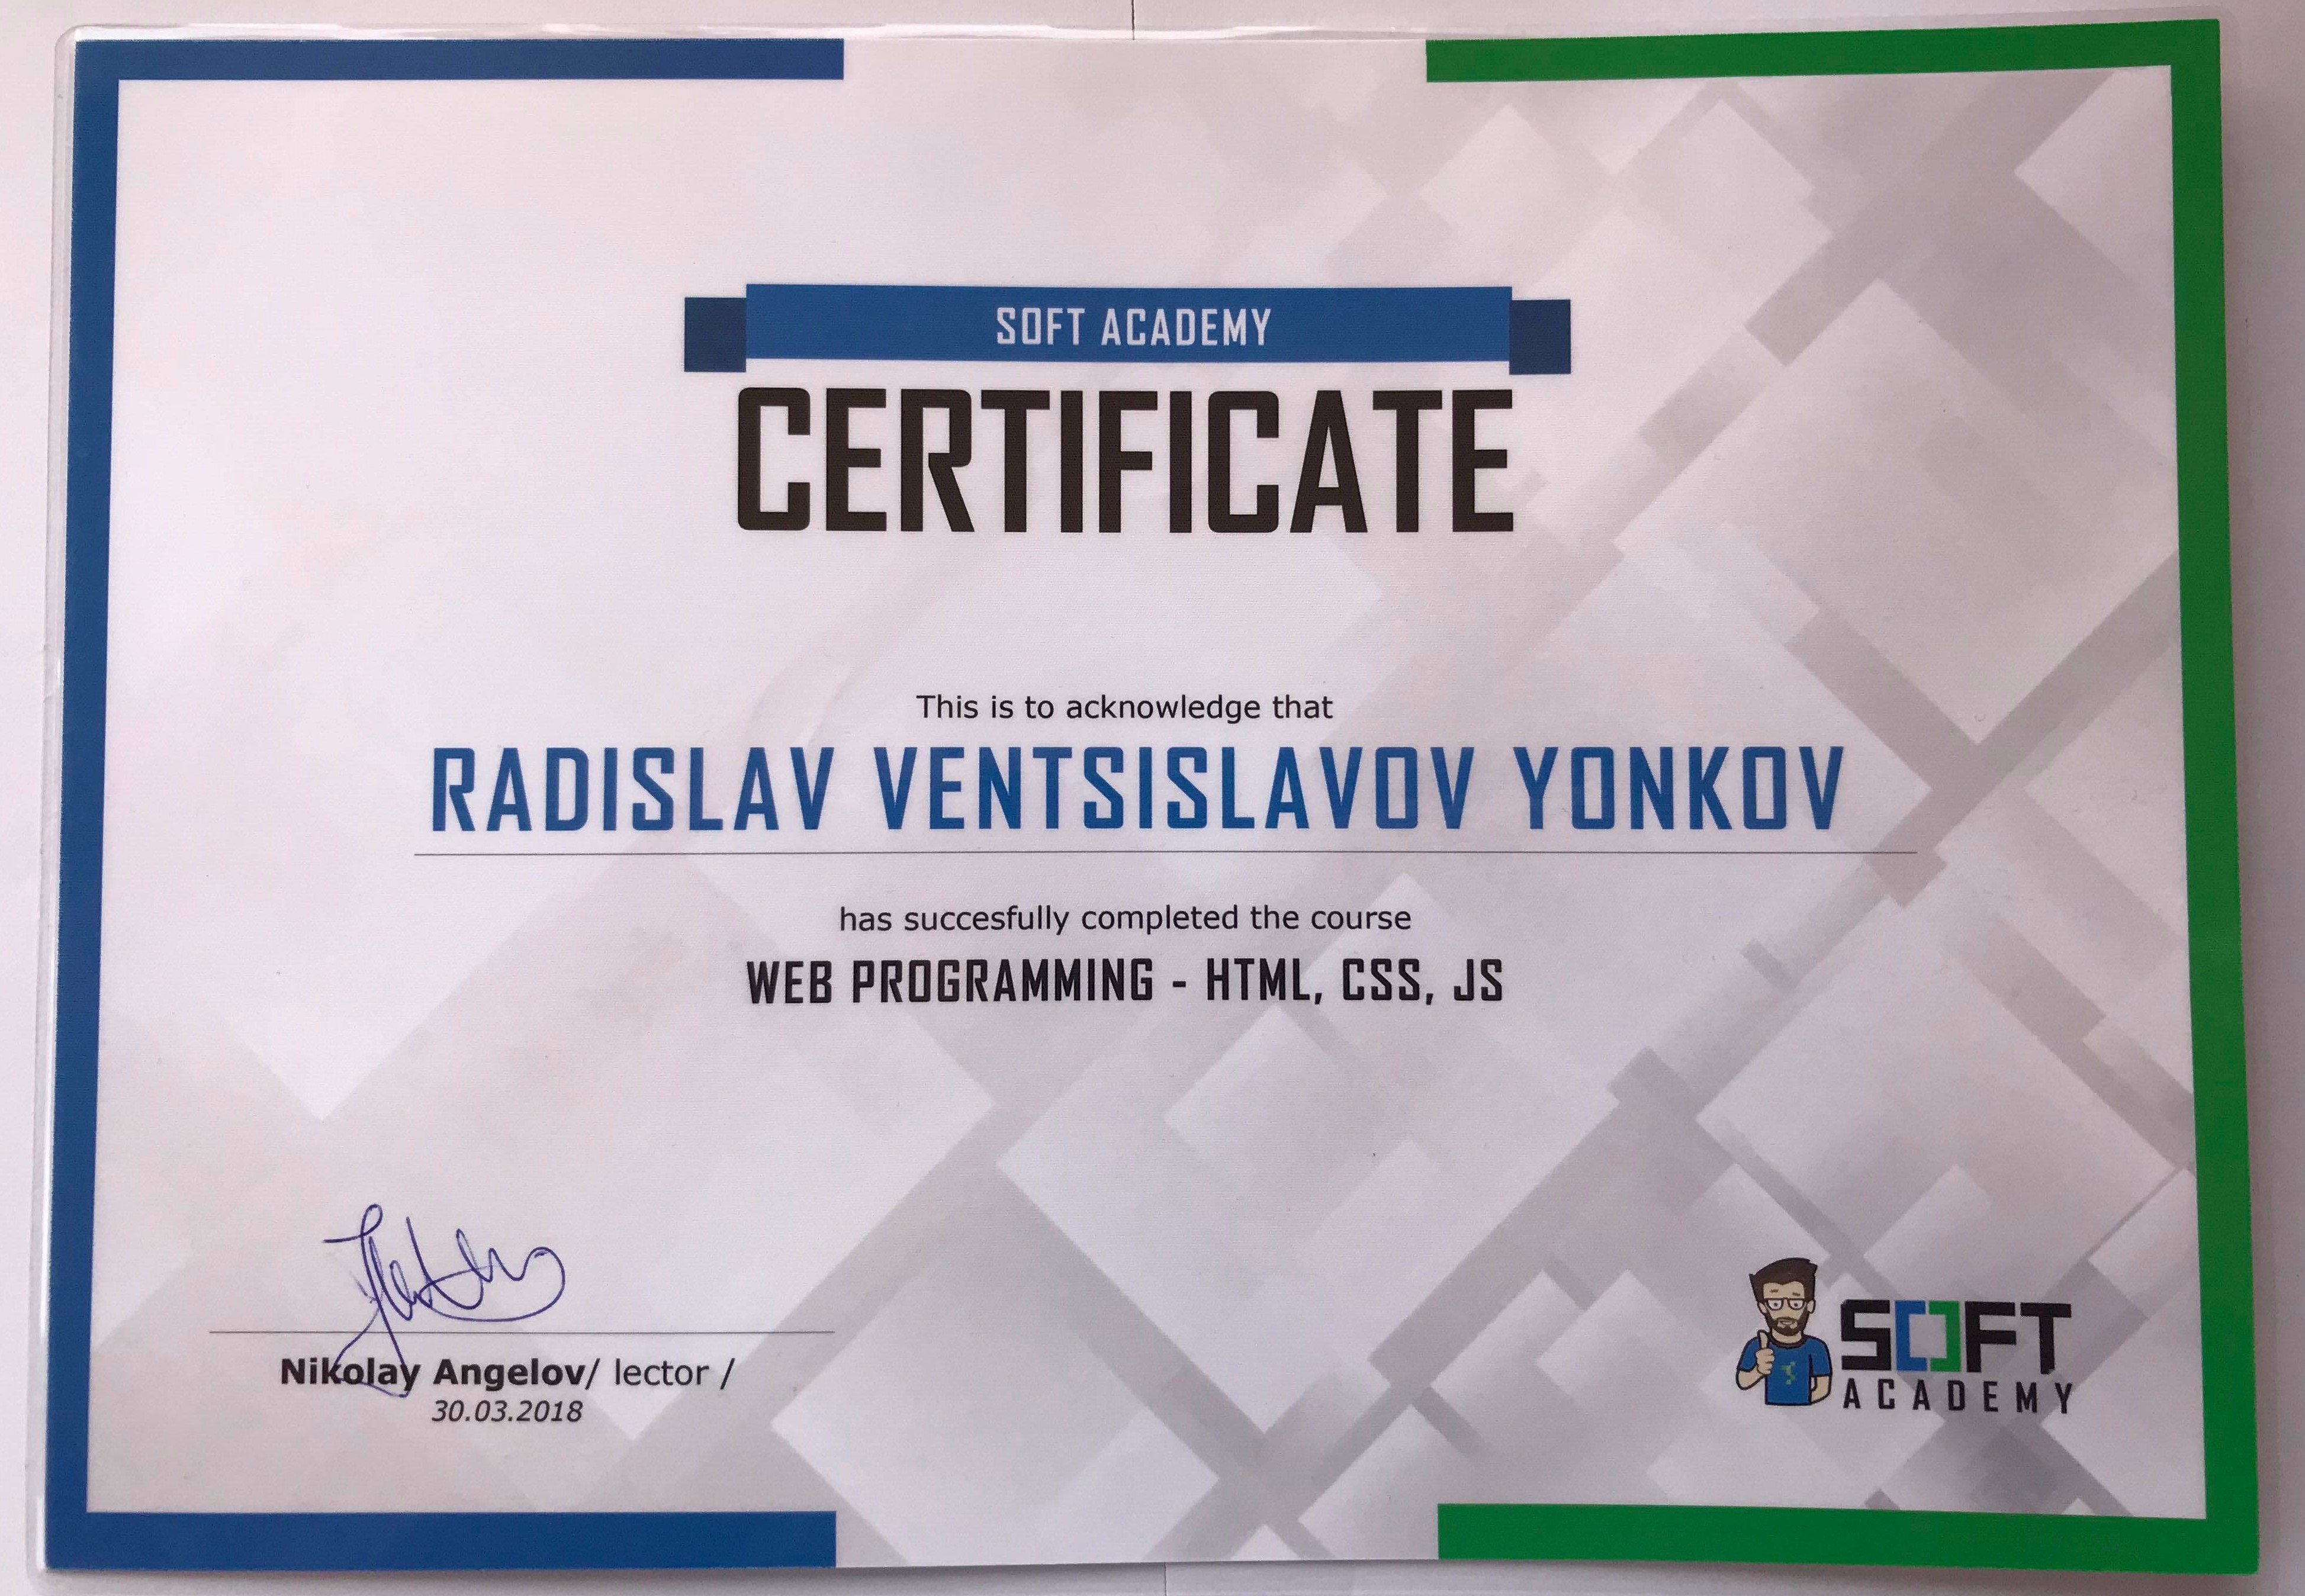 SOFT ACADEMY
CERTIFICATE
This is to acknowledge that
RADISLAV VENTSISLAVOV YONKOV
has succesfully completed the course
WEB PROGRAMMING - HTML, CSS, JS
Nikolay Angelov/ lector /
30.03.2018
SOFT
ACADEMY